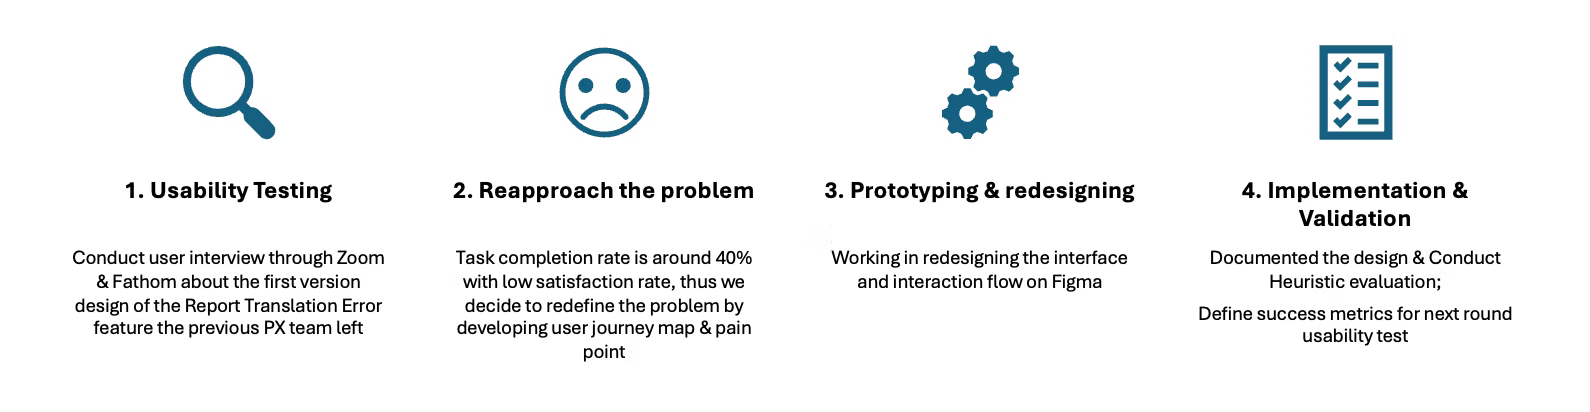 1. Usability Testing
Conduct user interview through Zoom
& Fathom about the first version
design of the Report Translation Error
feature the previous PX team left
2. Reapproach the problem
Task completion rate is around 40%
with low satisfaction rate, thus we
decide to redefine the problem by
developing user journey map & pain
point
3. Prototyping & redesigning
Working in redesigning the interface
and interaction flow on Figma
4. Implementation &
Validation
Documented the design & Conduct
Heuristic evaluation;
Define success metrics for next round
usability test